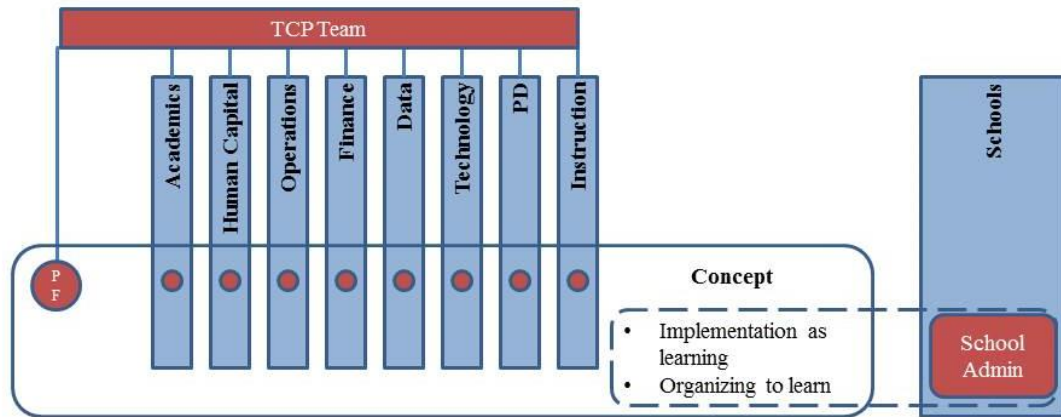 TCP Team
Academics
Human Capital
Operations
Finance
Data
Technology
PD
Instruction
Schools
P
F
Concept
• Implementation as
learning
• Organizing to learn
School
Admin